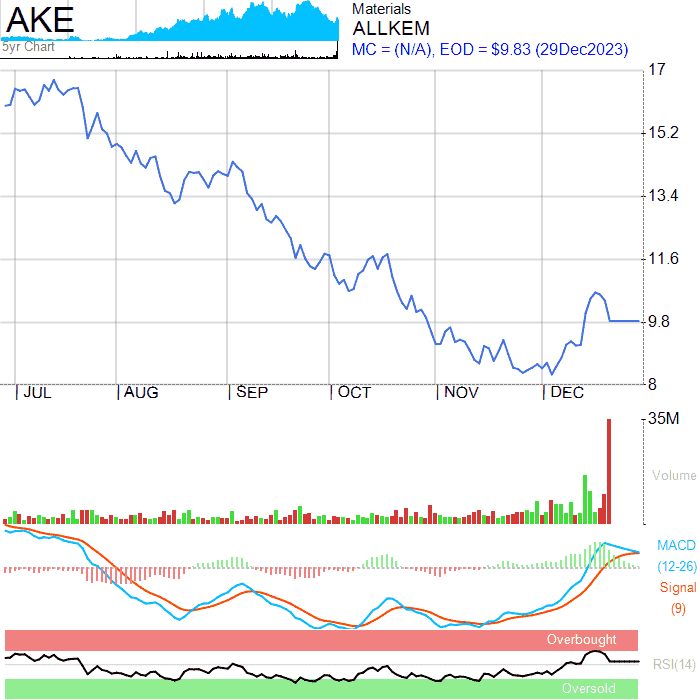 AKE
5yr Chart
Materials
ALLKEM
MC = (N/A), EOD = $9.83 (29Dec2023)
17
15.2
13.4
11.6
9.8
8
JUL AUG SEP OCT NOV DEC
35M
Volume
MACD
(12-26)
Signal
(9)
Overbought
RSI(14)
Oversold